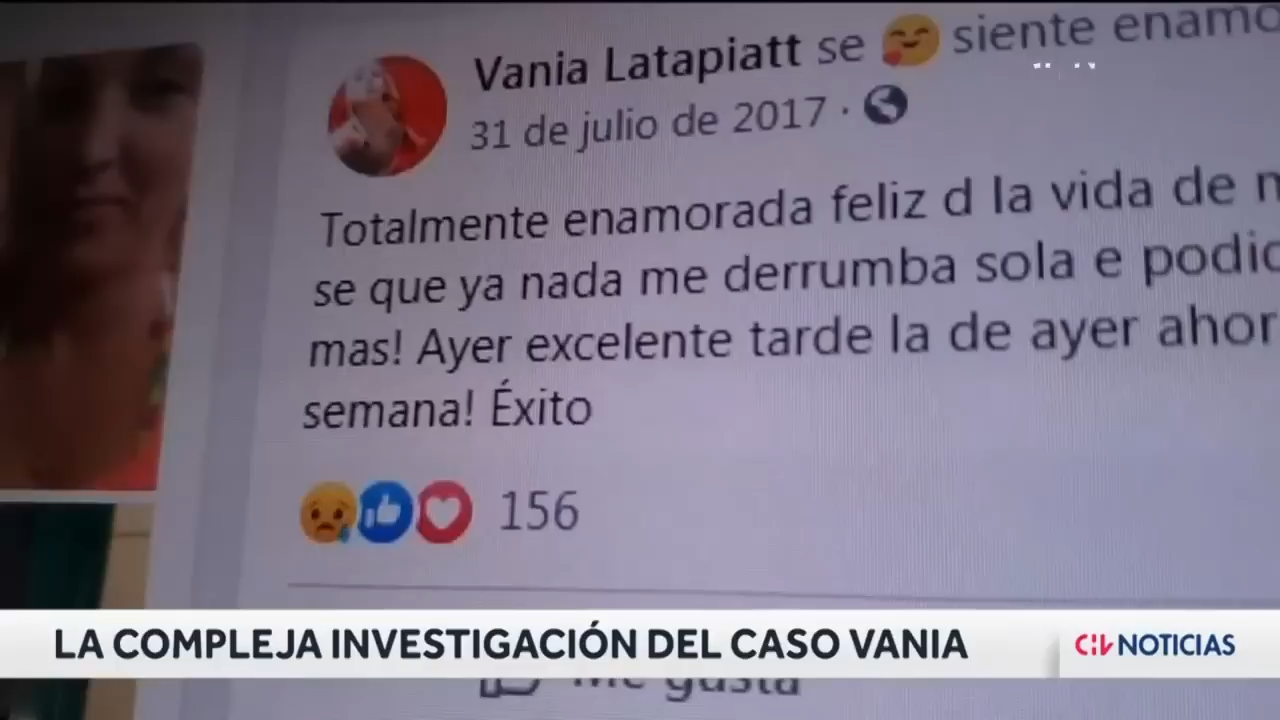 Vania Latapiatt se siente enamo
31 de julio de 2017 ·
Totalmente enamorada feliz d la vida de m
se que ya nada me derrumba sola e podid
mas! Ayer excelente tarde la de ayer ahor
semana! Éxito
156
LA COMPLEJA INVESTIGACIÓN DEL CASO VANIA
CHV NOTICIAS
Me gusta